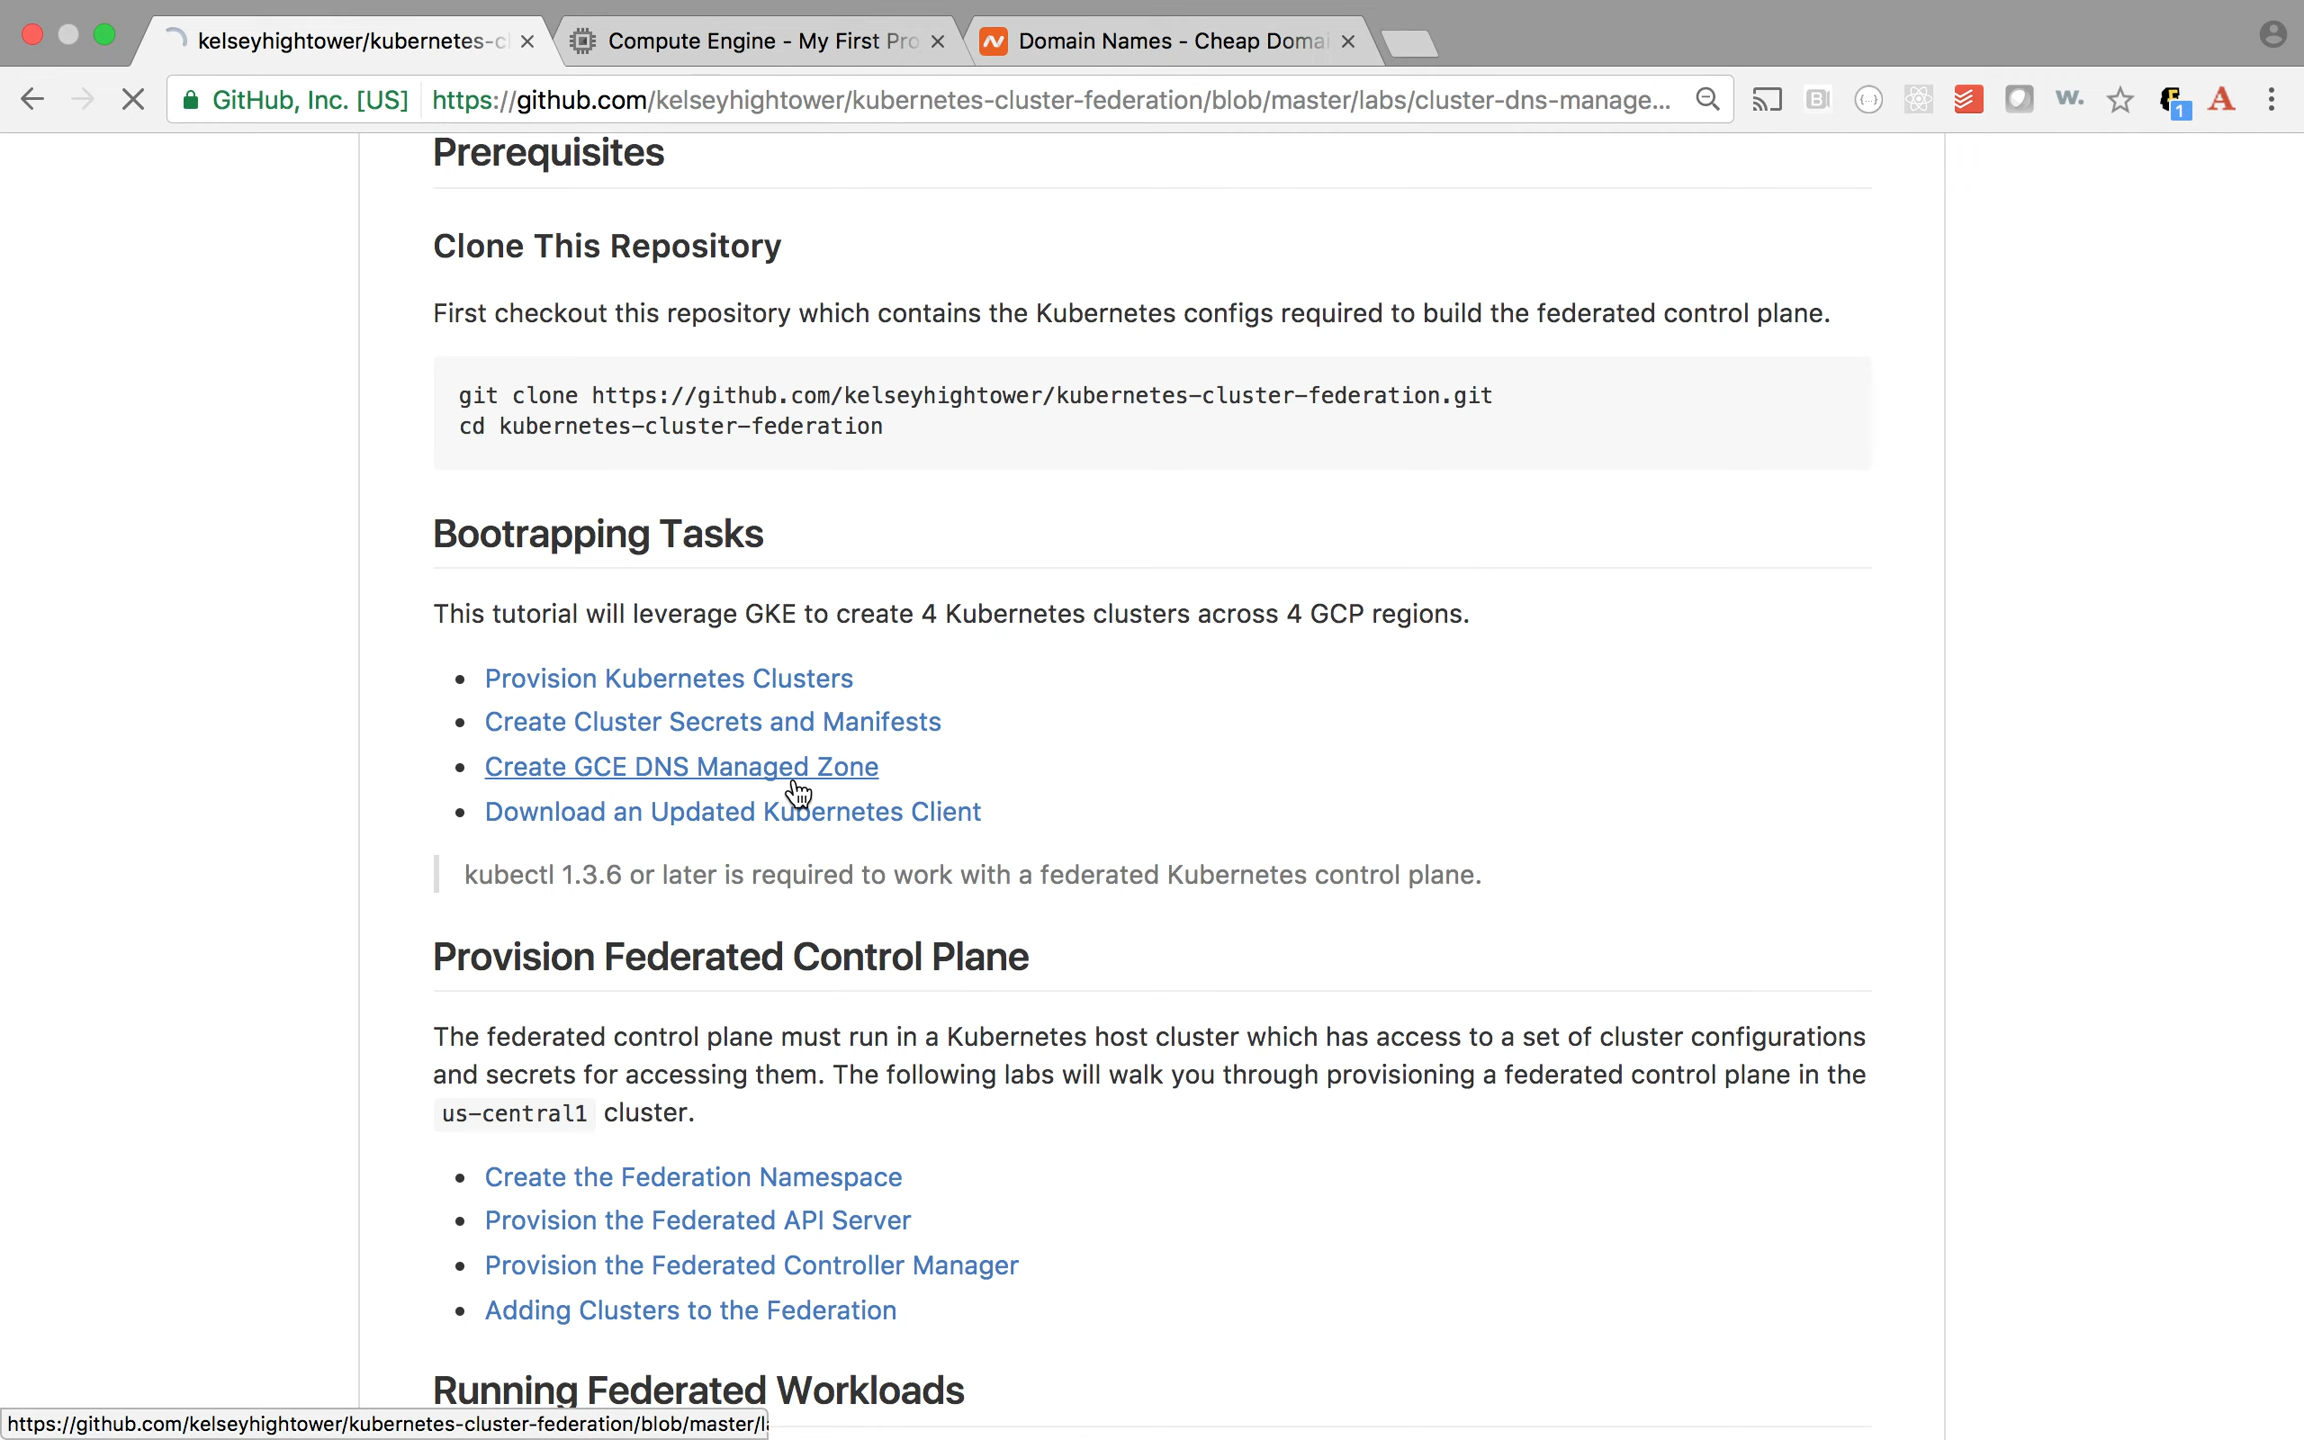 kelseyhightower/kubernetes-c
Compute Engine - My First Pro
Domain Names - Cheap Domai
GitHub, Inc. [US]
https://github.com/kelseyhightower/kubernetes-cluster-federation/blob/master/labs/cluster-dns-manage...
1
Prerequisites
Clone This Repository
First checkout this repository which contains the Kubernetes configs required to build the federated control plane.
git clone https://github.com/kelseyhightower/kubernetes-cluster-federation.git
cd kubernetes-cluster-federation
Bootrapping Tasks
This tutorial will leverage GKE to create 4 Kubernetes clusters across 4 GCP regions.
• Provision Kubernetes Clusters
• Create Cluster Secrets and Manifests
• Create GCE DNS Managed Zone
• Download an Updated Kubernetes Client
kubectl 1.3.6 or later is required to work with a federated Kubernetes control plane.
Provision Federated Control Plane
The federated control plane must run in a Kubernetes host cluster which has access to a set of cluster configurations
and secrets for accessing them. The following labs will walk you through provisioning a federated control plane in the
us-central1 cluster.
• Create the Federation Namespace
• Provision the Federated API Server
• Provision the Federated Controller Manager
• Adding Clusters to the Federation
Running Federated Workloads
https://github.com/kelseyhightower/kubernetes-cluster-federation/blob/master/l